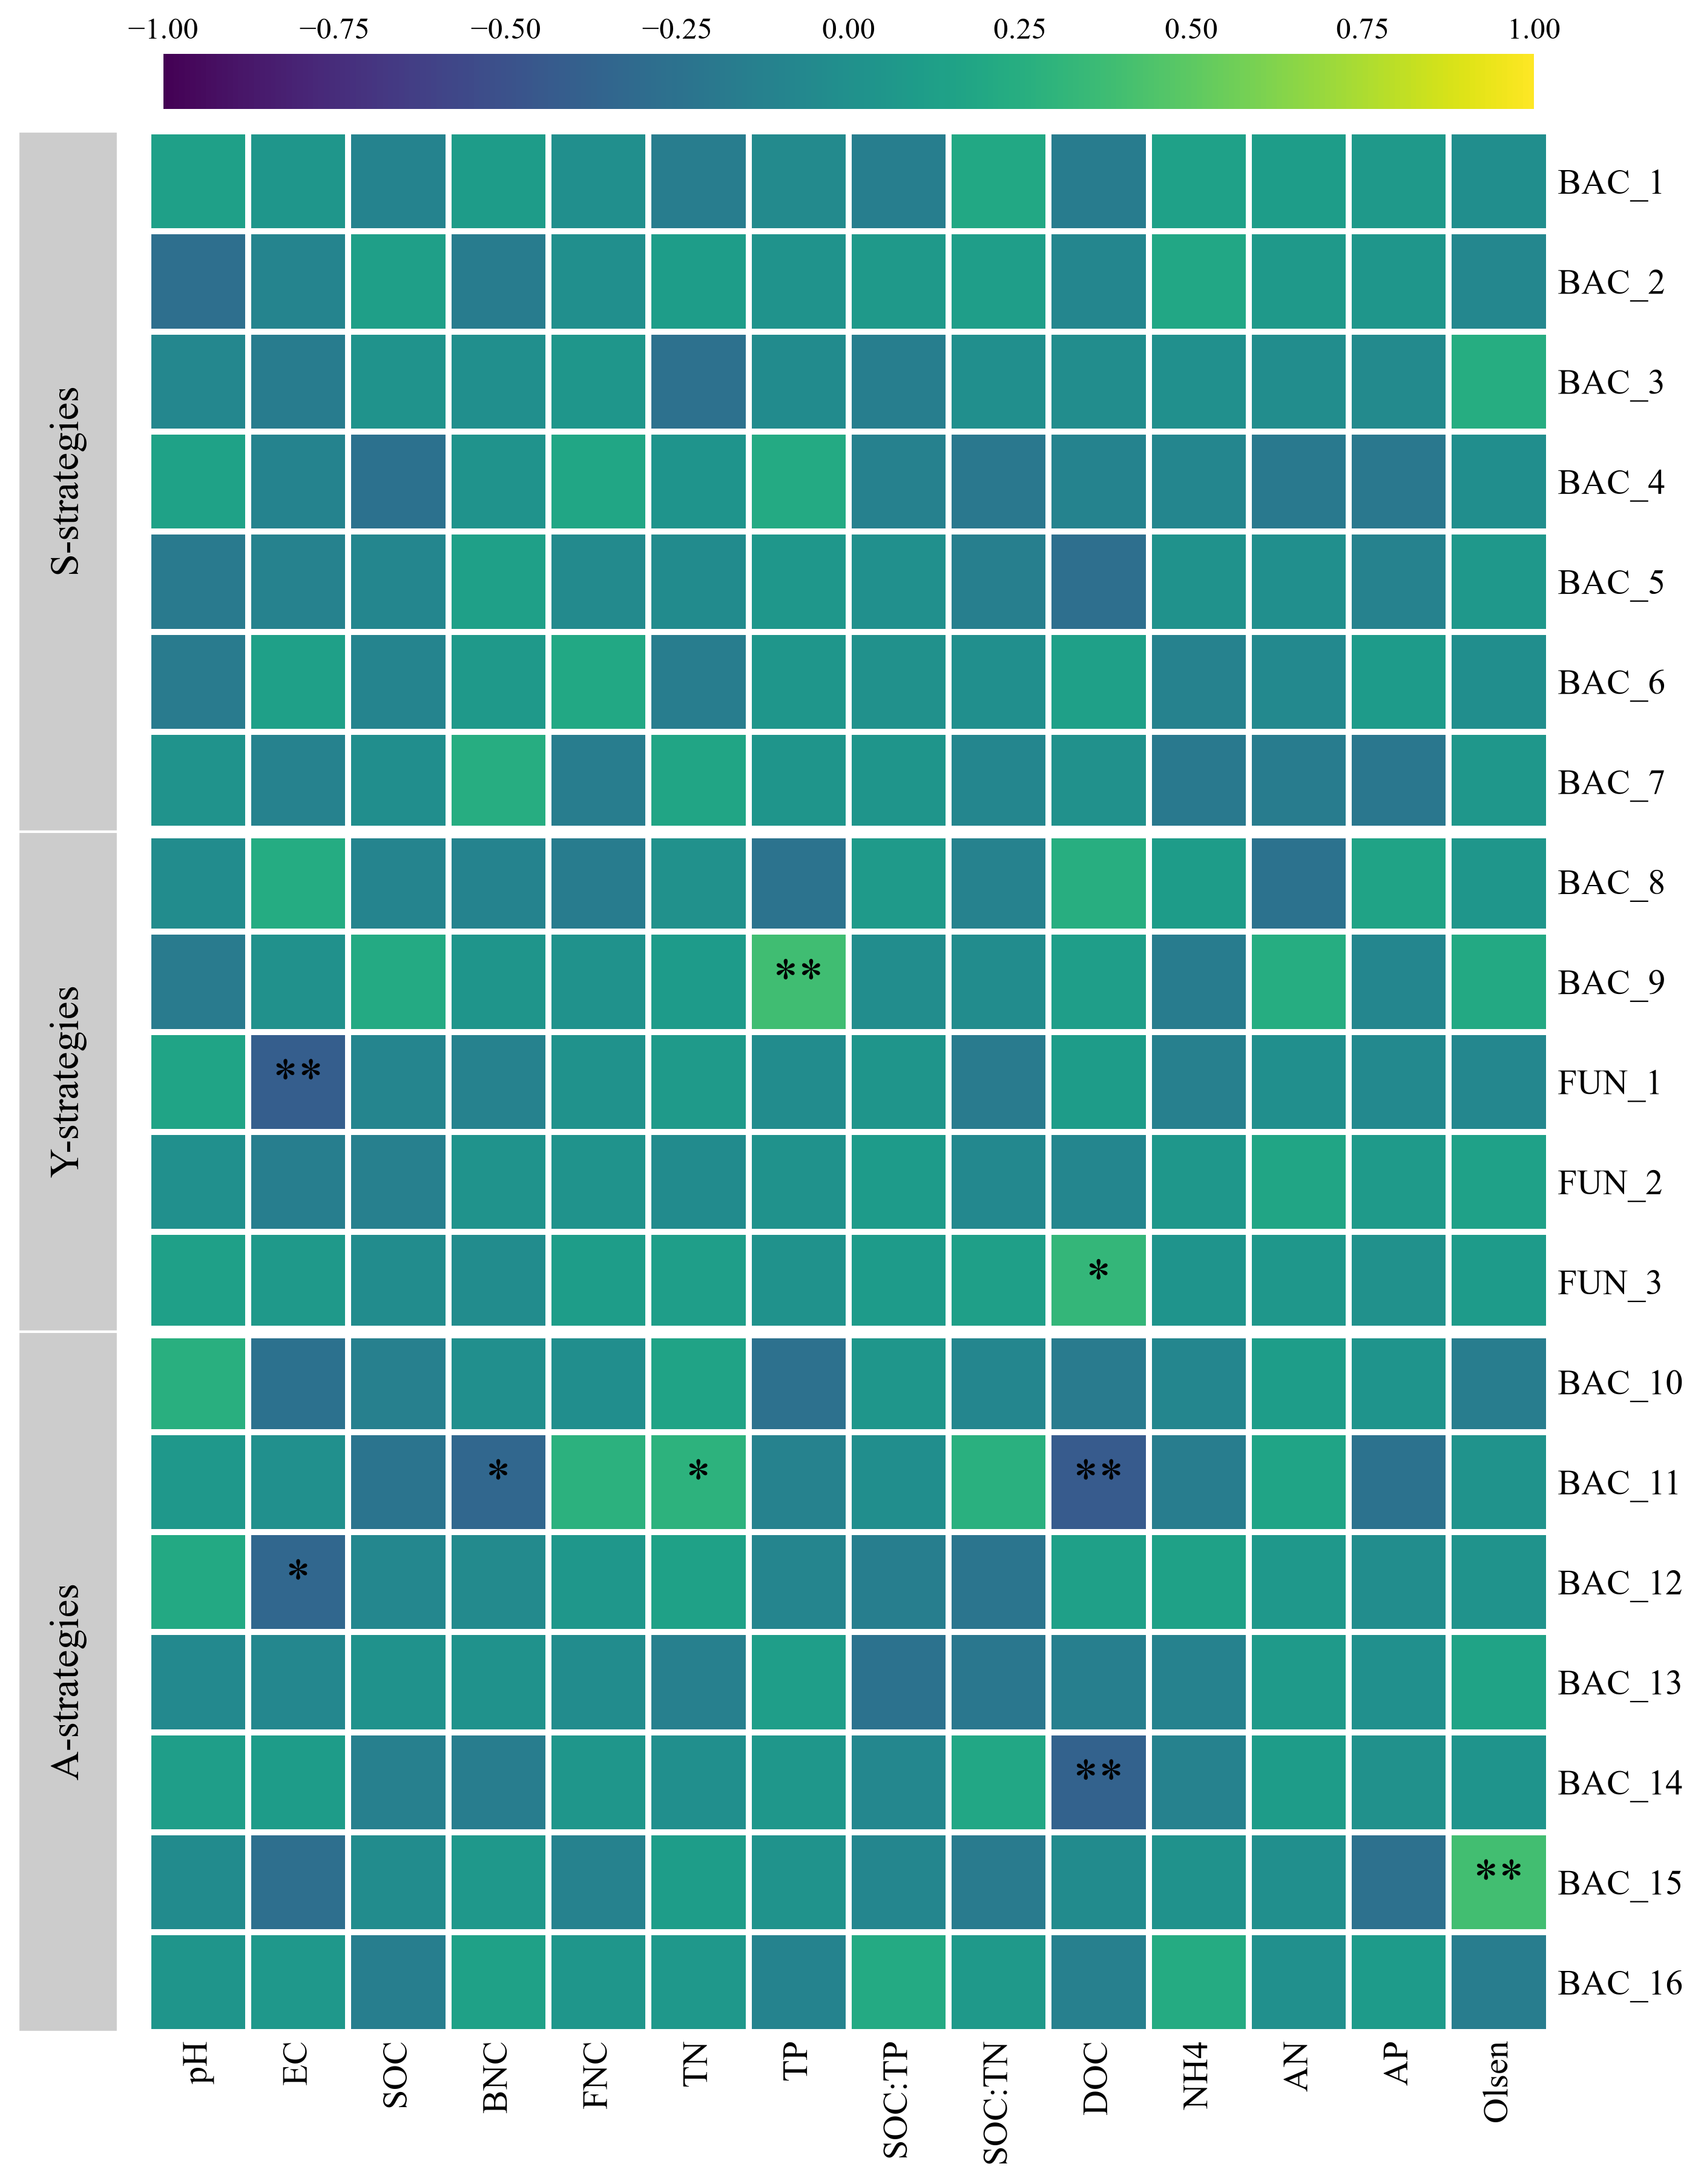 −1.00 −0.75 −0.50 −0.25 0.00 0.25 0.50 0.75 1.00
S-strategies
BAC_1
BAC_2
BAC_3
BAC_4
BAC_5
BAC_6
BAC_7
Y-strategies
BAC_8
** BAC_9
** FUN_1
FUN_2
* FUN_3
A-strategies
BAC_10
* * ** BAC_11
* BAC_12
BAC_13
** BAC_14
** BAC_15
BAC_16
pH EC SOC BNC FNC TN TP SOC:TP SOC:TN DOC NH4 AN AP Olsen